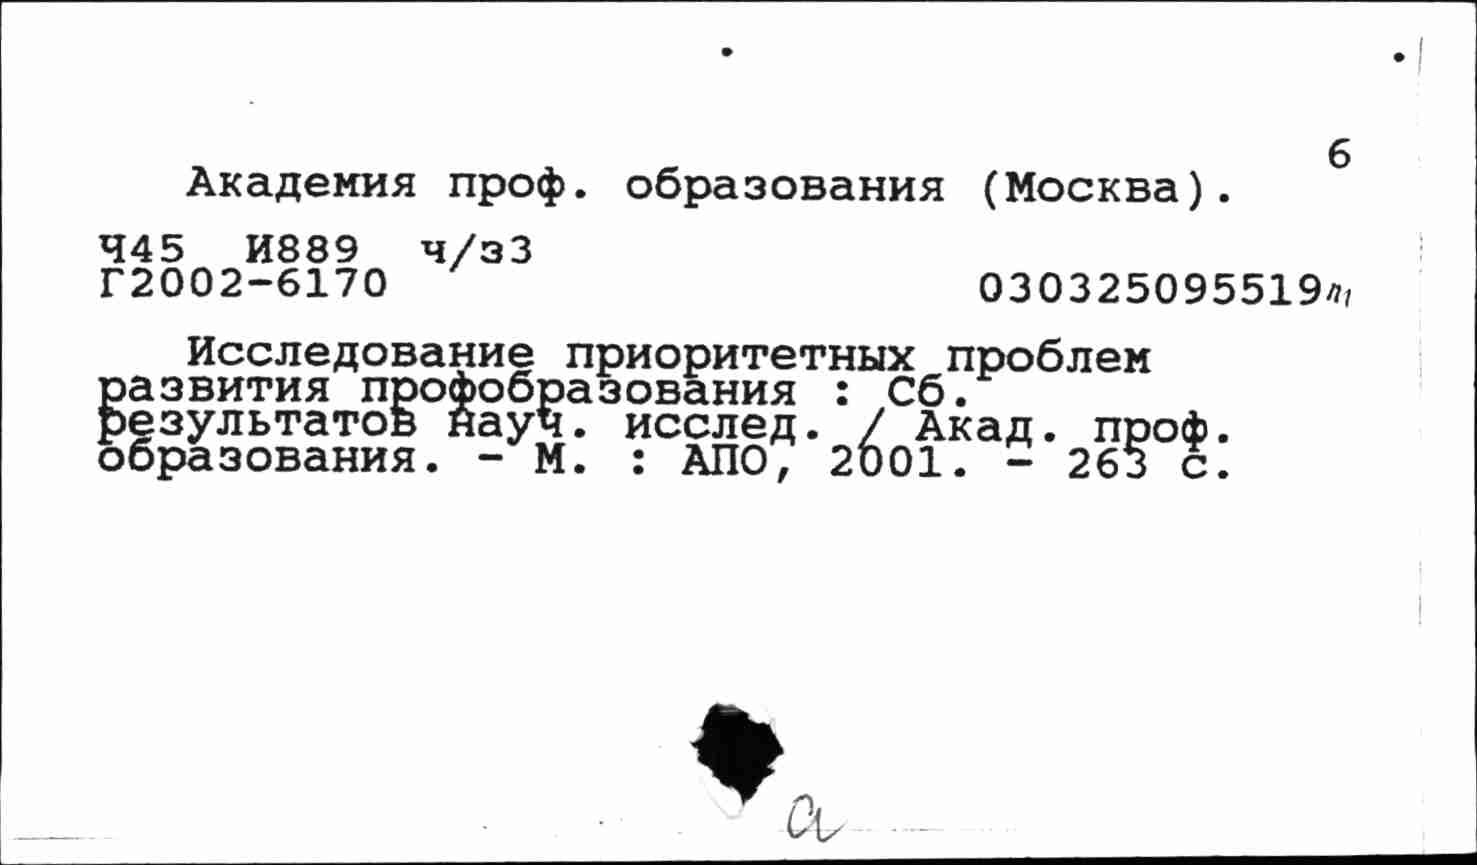 6
Академия проф. образования (Москва).
Ч45 И889 ч/з3
Г2002-6170 030325095519
Исследование приоритетных проблем
развития профобразования : Сб.
результатов науч. исслед. / Акад. проф.
образования. - М. : АПО, 2001. - 263 с.
а